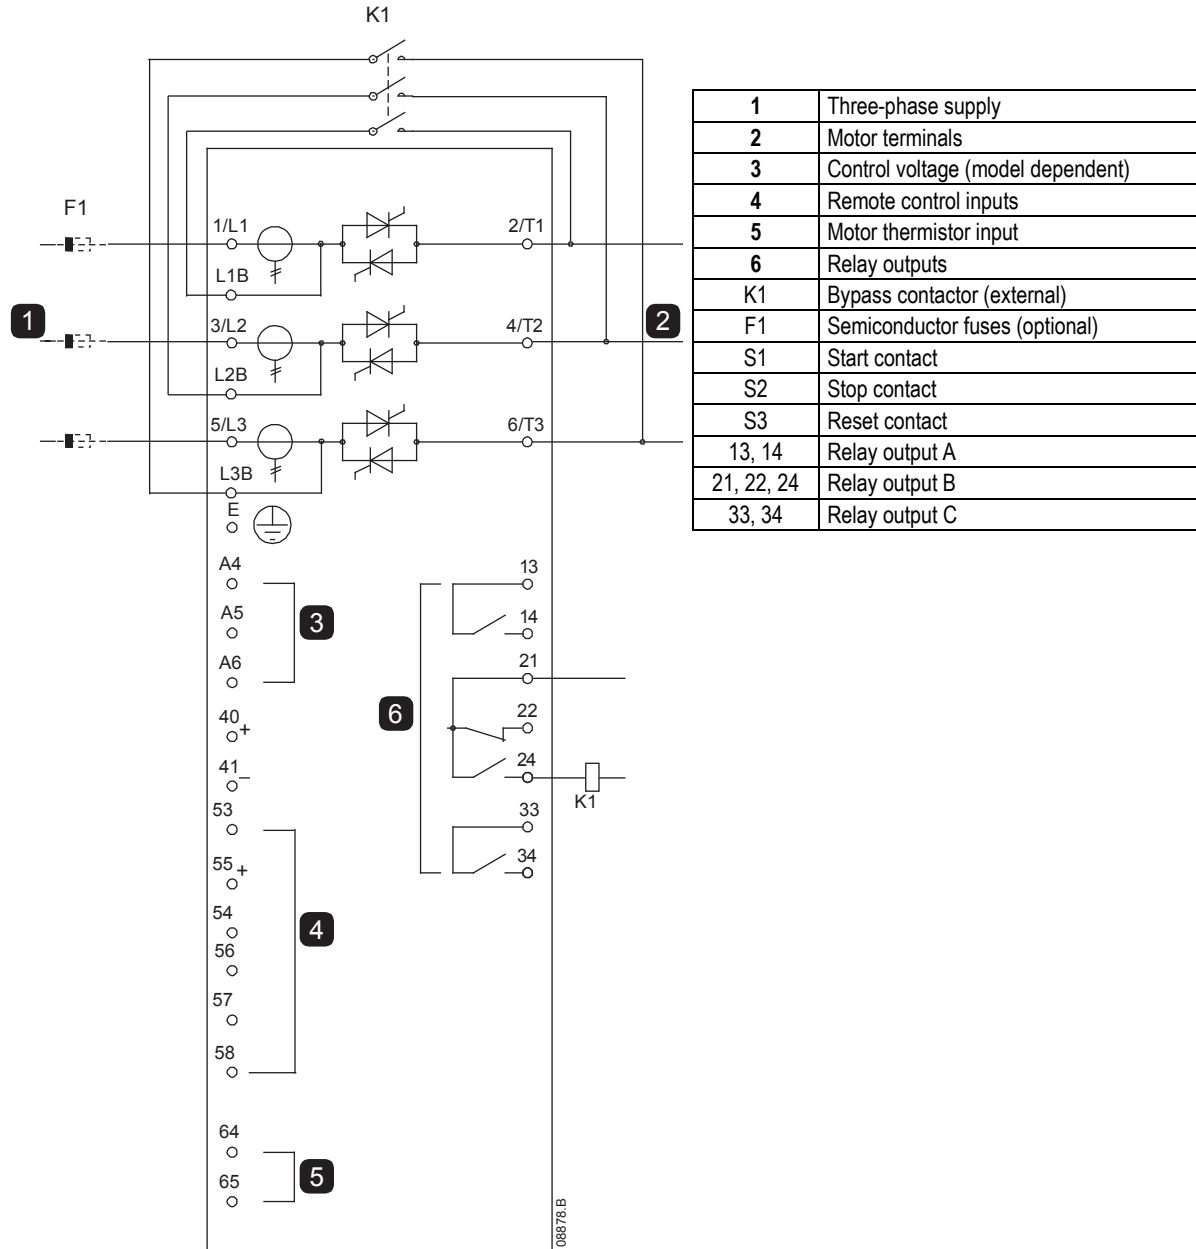 K1
F1
1/L1
2/T1
L1B
1
3/L2
4/T2
2
L2B
5/L3
6/T3
L3B
E
A4
A5
3
A6
40
+
41
–
53
55
+
54
4
56
57
58
64
5
65
13
14
21
6
22
24
K1
33
34
08878.B
1 Three-phase supply
2 Motor terminals
3 Control voltage (model dependent)
4 Remote control inputs
5 Motor thermistor input
6 Relay outputs
K1 Bypass contactor (external)
F1 Semiconductor fuses (optional)
S1 Start contact
S2 Stop contact
S3 Reset contact
13, 14 Relay output A
21, 22, 24 Relay output B
33, 34 Relay output C